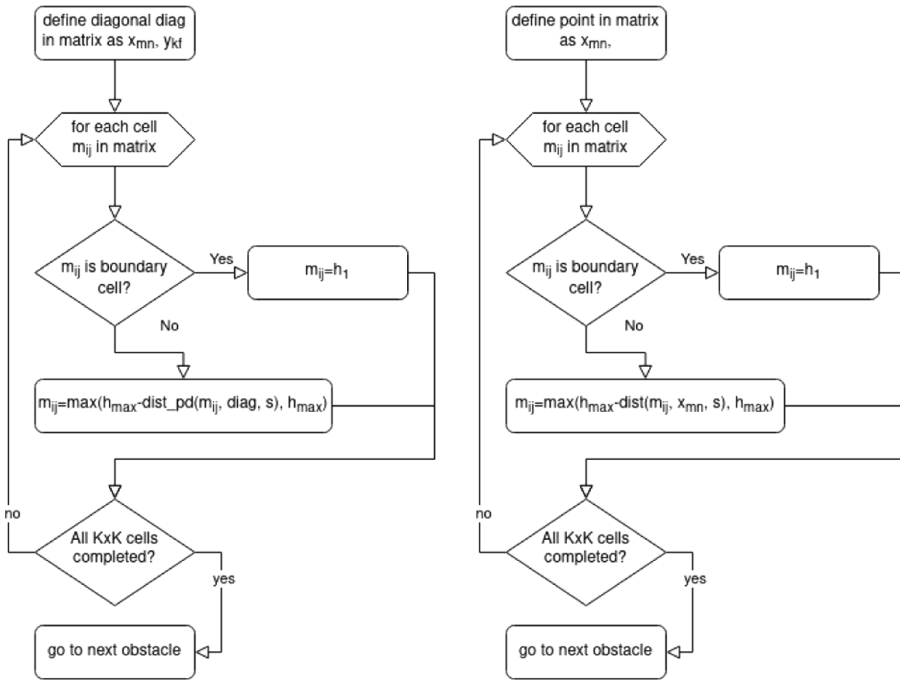 define diagonal diag
in matrix as xmn, ykf
for each cell
mij in matrix
mij is boundary
cell?
Yes
mij=h1
No
mij=max(hmax-dist_pd(mij, diag, s), hmax)
All KxK cells
completed?
no
yes
go to next obstacle
define point in matrix
as xmn,
for each cell
mij in matrix
mij is boundary
cell?
Yes
mij=h1
No
mij=max(hmax-dist(mij, xmn, s), hmax)
All KxK cells
completed?
no
yes
go to next obstacle